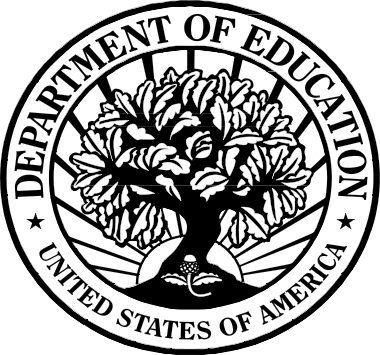 DEPARTMENT OF EDUCATION
UNITED STATES OF AMERICA